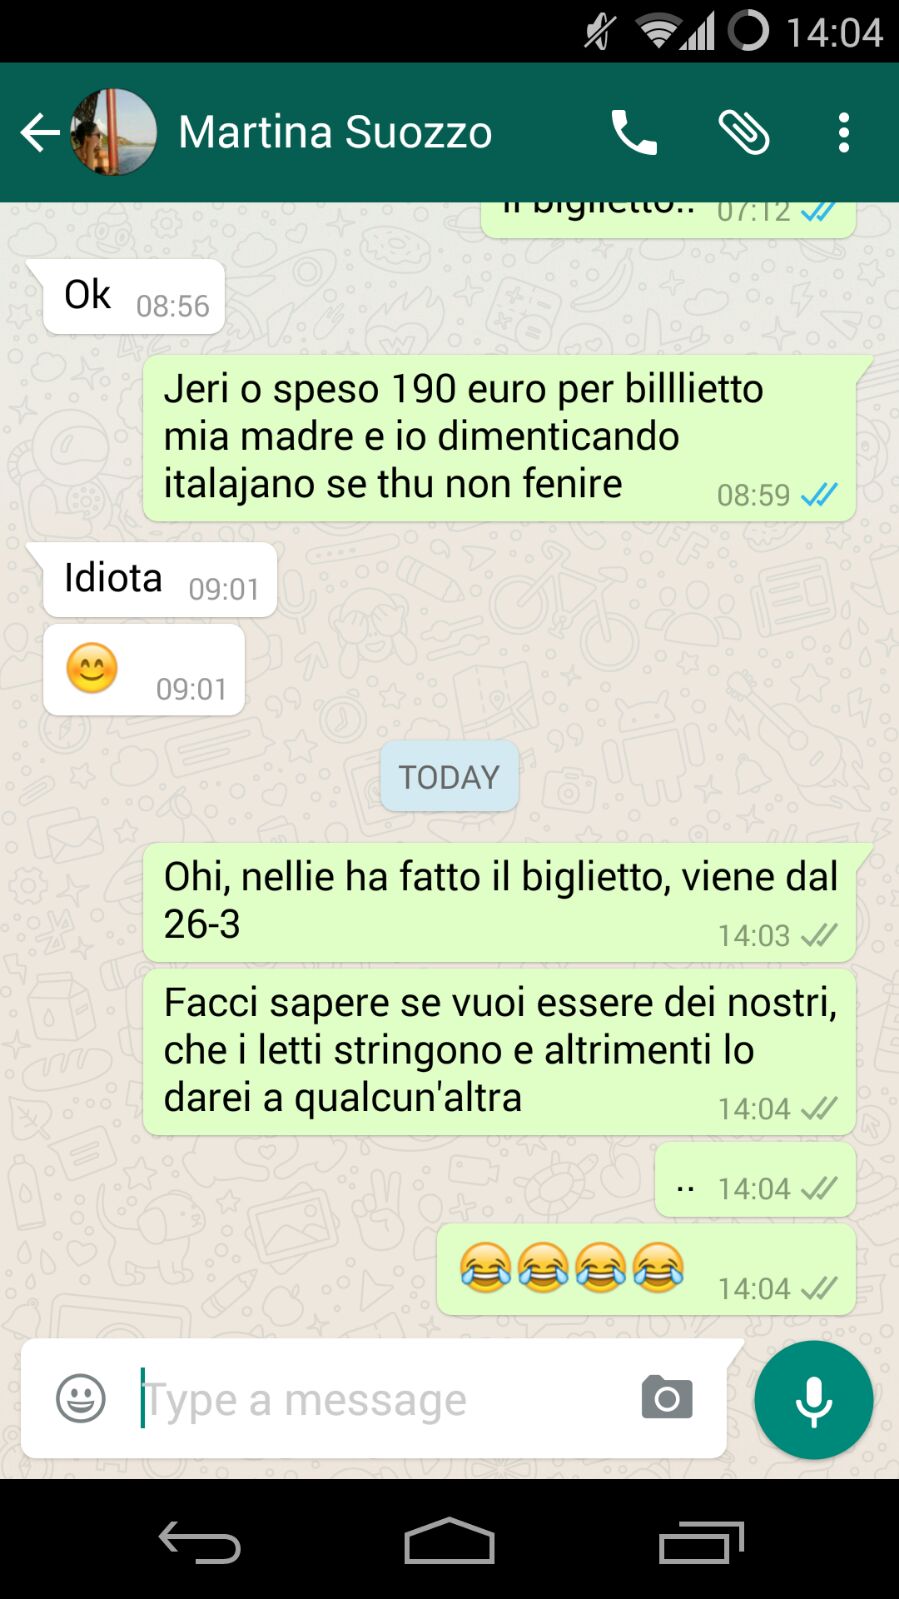 14:04
Martina Suozzo
il biglietto.. 07:12
Ok 08:56
Jeri o speso 190 euro per billlietto
mia madre e io dimenticando
italajano se thu non fenire 08:59
Idiota 09:01
😊 09:01
TODAY
Ohi, nellie ha fatto il biglietto, viene dal
26-3 14:03
Facci sapere se vuoi essere dei nostri,
che i letti stringono e altrimenti lo
darei a qualcun'altra 14:04
.. 14:04
😂😂😂😂 14:04
Type a message